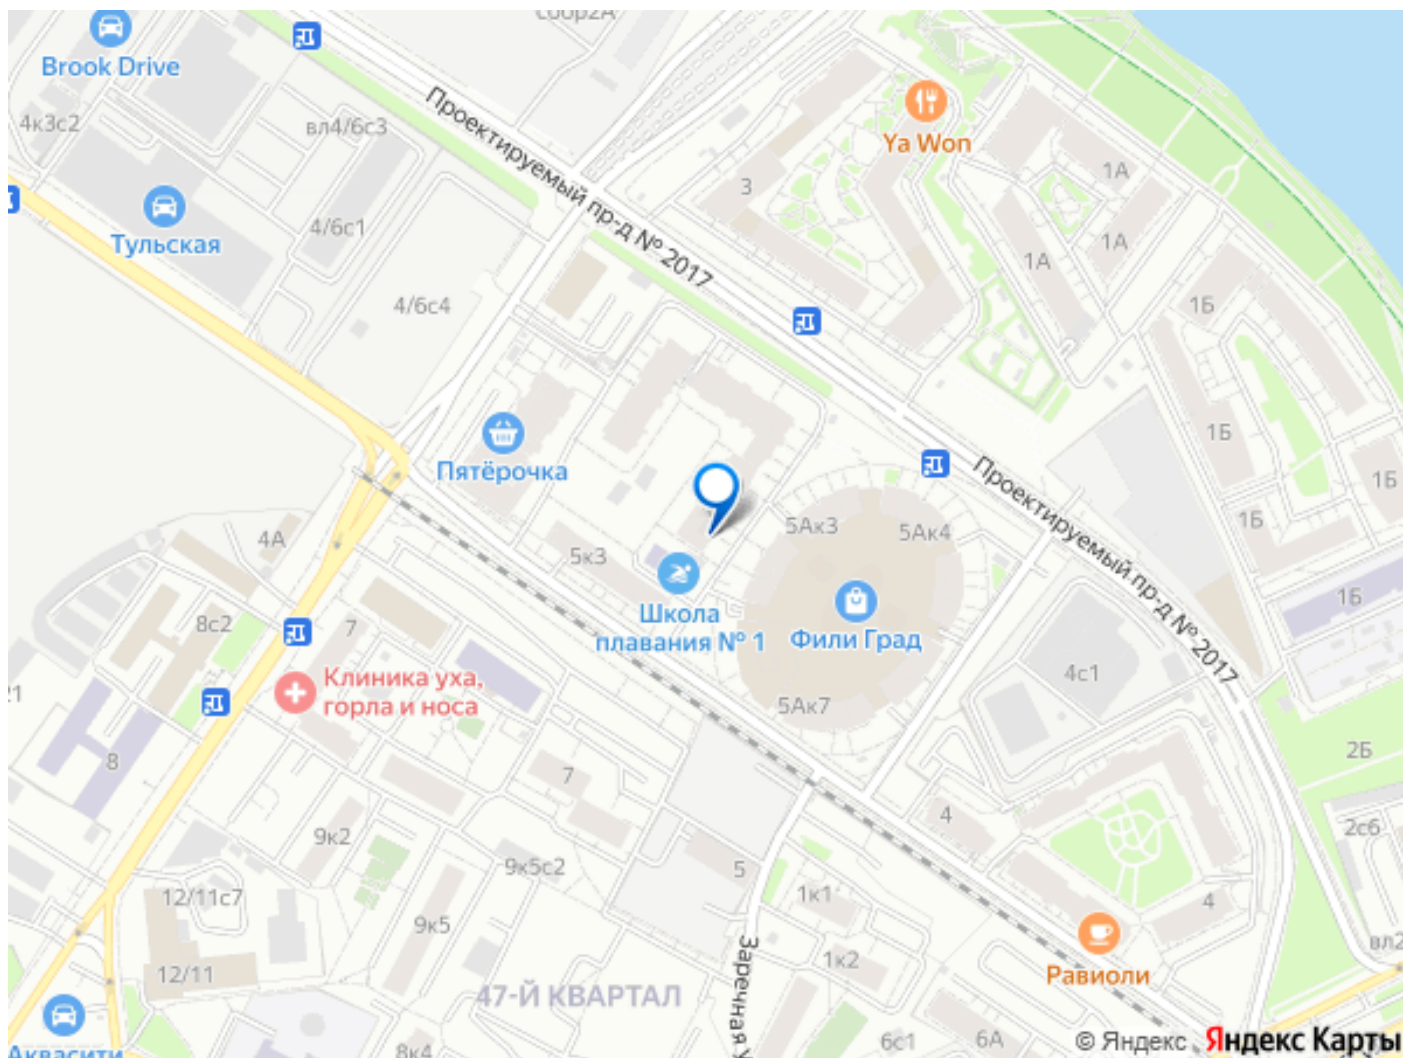 Brook Drive
4к3с2
вл4/6с3
Проектируемый пр-д № 2017
Ya Won
3
1А
1А
1А
Тульская
4/6с1
4/6с4
1Б
1Б
1Б
1Б
Пятёрочка
Проектируемый пр-д № 2017
5Ак3
5Ак4
4А
5к3
Школа
плавания № 1
Фили Град
1Б
8с2
7
Клиника уха,
горла и носа
4с1
5Ак7
21
8
7
2Б
4
9к2
2с6
9к5с2
5
12/11с7
1к1
4
9к5
Заречная у
Равиоли
12/11
1к2
47-Й КВАРТАЛ
Аквасити
8к4
6с1
6А
© Яндекс
Яндекс Карты